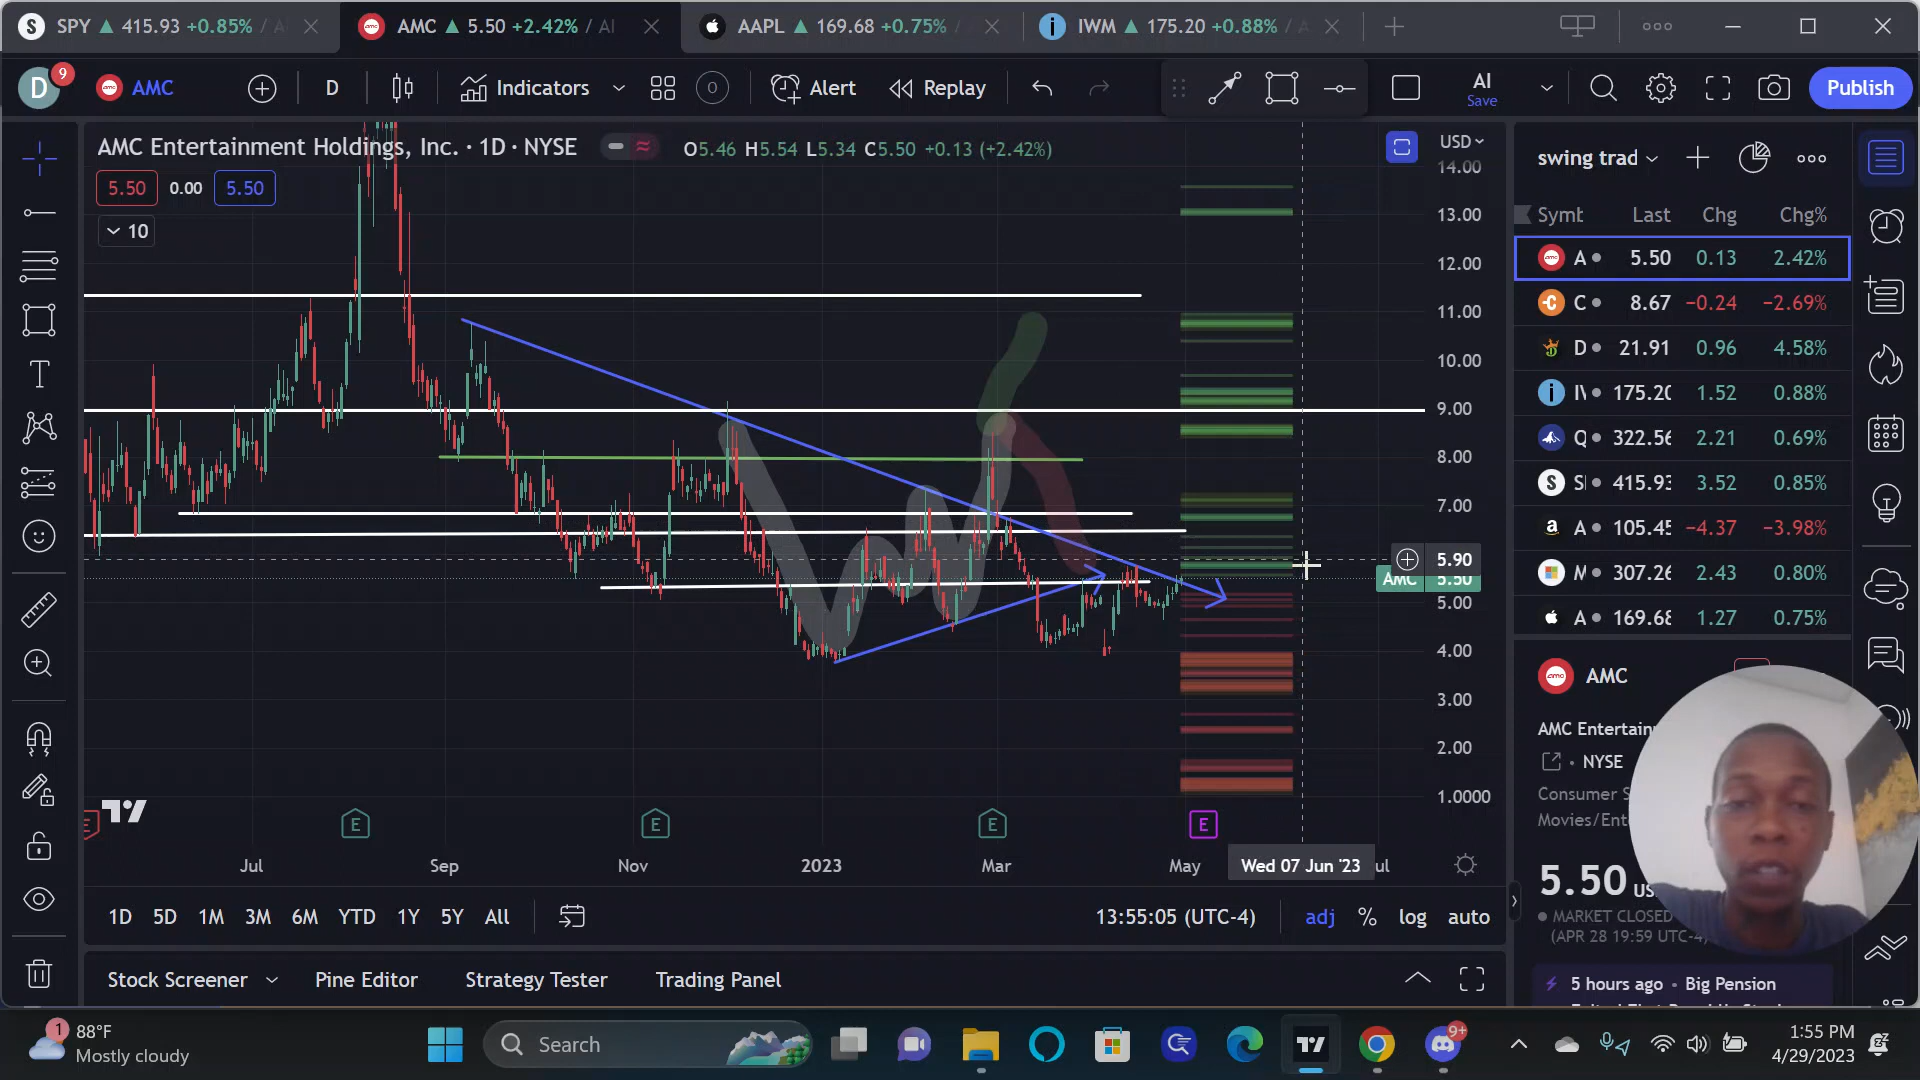 S SPY 415.93 +0.85% / A
AMC 5.50 +2.42% / AI
AAPL 169.68 +0.75% /
i IWM 175.20 +0.88% / A
D 9 AMC D Indicators Alert Replay AI Save Publish
AMC Entertainment Holdings, Inc. · 1D · NYSE O5.46 H5.54 L5.34 C5.50 +0.13 (+2.42%)
5.50 0.00 5.50
10
USD
14.00
13.00
12.00
11.00
10.00
9.00
8.00
7.00
5.90
AMC 5.50
5.00
4.00
3.00
2.00
1.0000
E E E E E
Jul Sep Nov 2023 Mar May Wed 07 Jun '23 ul
1D 5D 1M 3M 6M YTD 1Y 5Y All 13:55:05 (UTC-4) adj % log auto
Stock Screener Pine Editor Strategy Tester Trading Panel
swing trad
Symt Last Chg Chg%
A 5.50 0.13 2.42%
C 8.67 −0.24 −2.69%
D 21.91 0.96 4.58%
175.20 1.52 0.88%
Q 322.56 2.21 0.69%
S 415.93 3.52 0.85%
A 105.45 −4.37 −3.98%
M 307.26 2.43 0.80%
A 169.68 1.27 0.75%
AMC
AMC Entertain
NYSE
Consumer S
Movies/Ent
5.50 US
MARKET CLOSED
(APR 28 19:59 UTC-4)
5 hours ago · Big Pension
1 88°F
Mostly cloudy
Search
9+
1:55 PM
4/29/2023